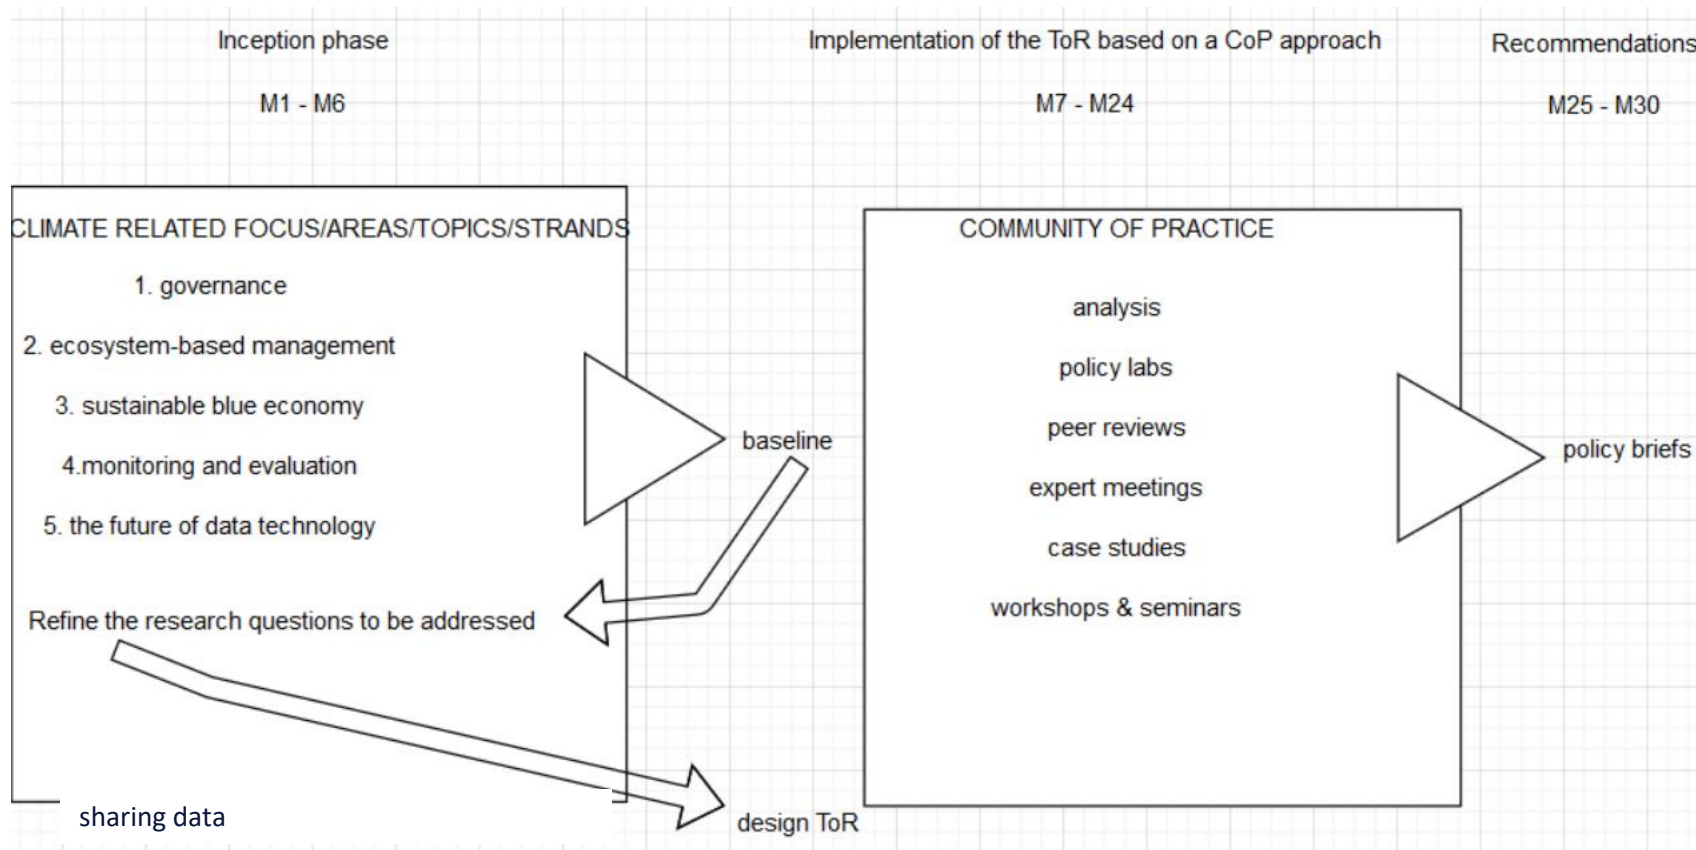 Inception phase
M1 - M6
Implementation of the ToR based on a CoP approach
M7 - M24
Recommendations
M25 - M30
CLIMATE RELATED FOCUS/AREAS/TOPICS/STRANDS
1. governance
2. ecosystem-based management
3. sustainable blue economy
4.monitoring and evaluation
5. the future of data technology
Refine the research questions to be addressed
sharing data
baseline
design ToR
COMMUNITY OF PRACTICE
analysis
policy labs
peer reviews
expert meetings
case studies
workshops & seminars
policy briefs